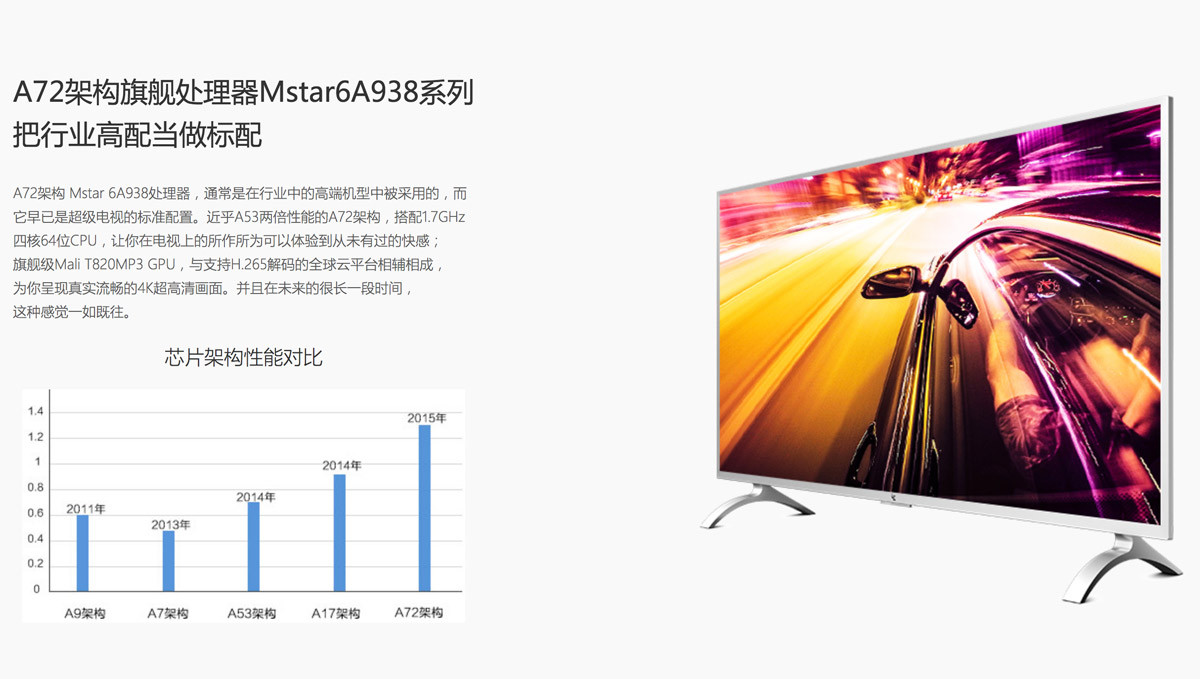 A72架构旗舰处理器Mstar6A938系列
把行业高配当做标配
A72架构 Mstar 6A938处理器，通常是在行业中的高端机型中被采用的，而
它早已是超级电视的标准配置。近乎A53两倍性能的A72架构，搭配1.7GHz
四核64位CPU，让你在电视上的所作所为可以体验到从未有过的快感；
旗舰级Mali T820MP3 GPU，与支持H.265解码的全球云平台相辅相成，
为你呈现真实流畅的4K超高清画面。并且在未来的很长一段时间，
这种感觉一如既往。
芯片架构性能对比
1.4
1.2
1
0.8
0.6
0.4
0.2
0
2011年
2013年
2014年
2014年
2015年
A9架构 A7架构 A53架构 A17架构 A72架构